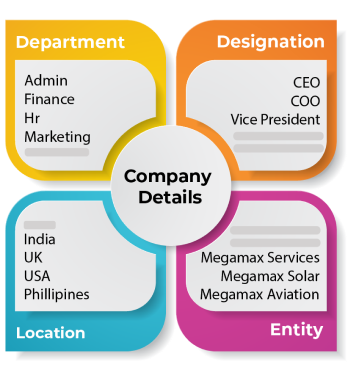 Department
Admin
Finance
Hr
Marketing
Designation
CEO
COO
Vice President
Company
Details
India
UK
USA
Phillipines
Location
Megamax Services
Megamax Solar
Megamax Aviation
Entity